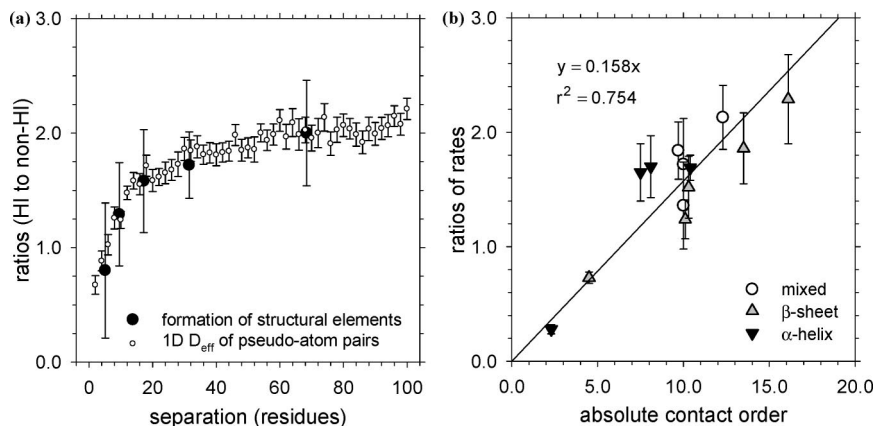 (a)
3.0
2.0
1.0
0.0
ratios (HI to non-HI)
formation of structural elements
1D D_eff of pseudo-atom pairs
0 20 40 60 80 100
separation (residues)
(b)
3.0
2.0
1.0
0.0
ratios of rates
y = 0.158x
r² = 0.754
mixed
β-sheet
α-helix
0.0 5.0 10.0 15.0 20.0
absolute contact order